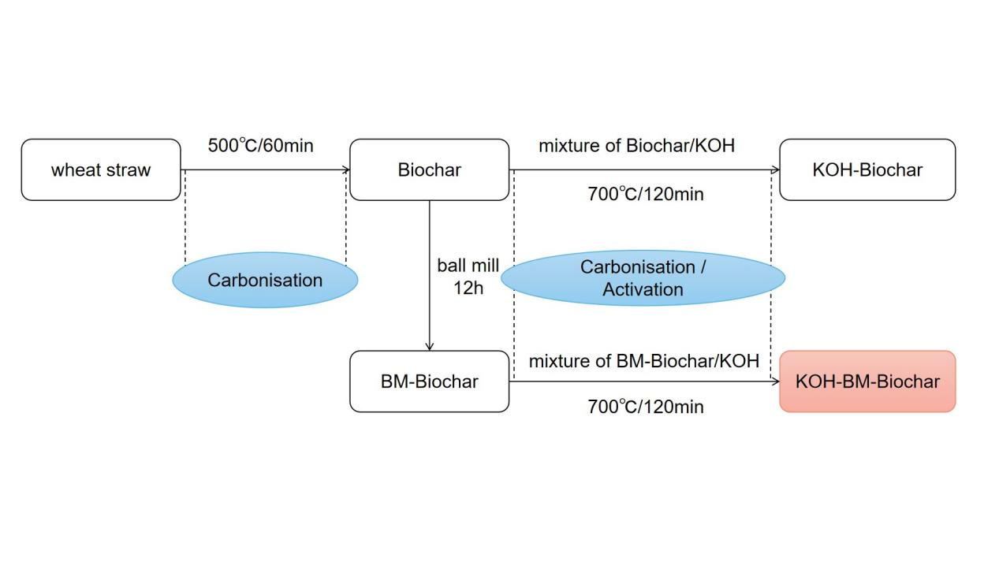 500℃/60min
mixture of Biochar/KOH
wheat straw
Biochar
KOH-Biochar
700℃/120min
Carbonisation
ball mill
12h
Carbonisation /
Activation
mixture of BM-Biochar/KOH
BM-Biochar
KOH-BM-Biochar
700℃/120min